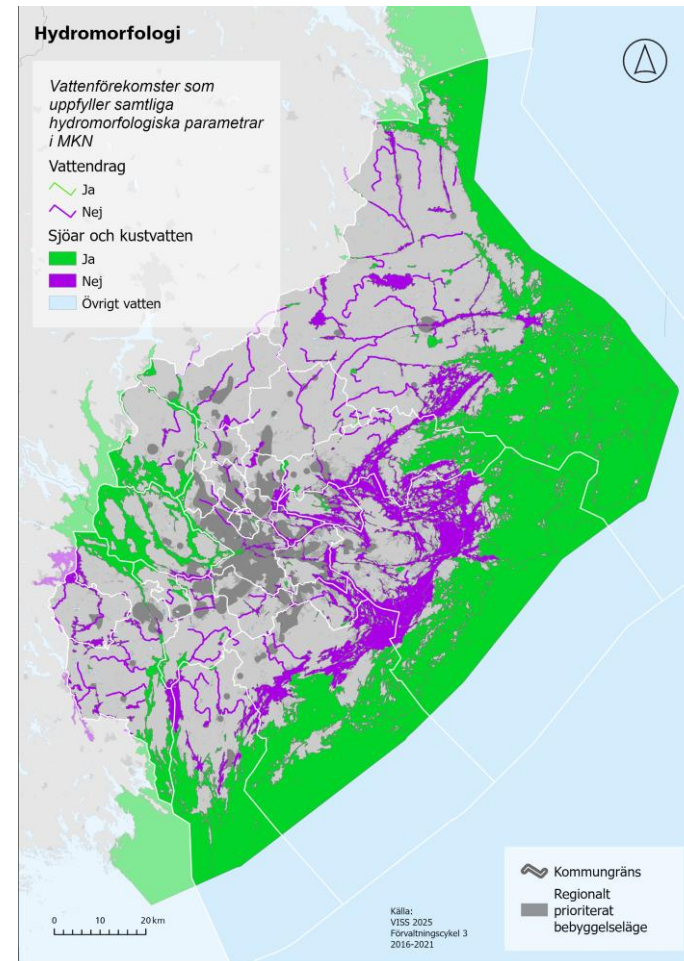 Hydromorfologi
Vattenförekomster som
uppfyller samtliga
hydromorfologiska parametrar
i MKN
Vattendrag
Ja
Nej
Sjöar och kustvatten
Ja
Nej
Övrigt vatten
0 10 20 km
Källa:
VISS 2025
Förvaltningscykel 3
2016-2021
Kommungräns
Regionalt
prioriterat
bebyggelseläge